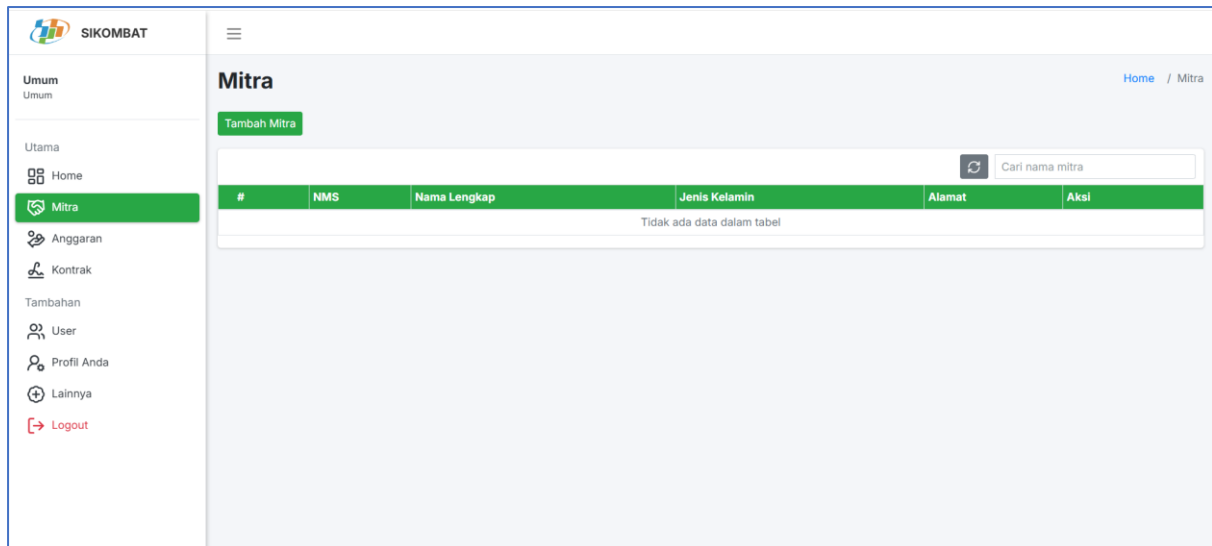 SIKOMBAT
Umum
Umum
Utama
Home
Mitra
Anggaran
Kontrak
Tambahan
User
Profil Anda
Lainnya
Logout
Mitra
Home / Mitra
Tambah Mitra
Cari nama mitra
# NMS Nama Lengkap Jenis Kelamin Alamat Aksi
Tidak ada data dalam tabel